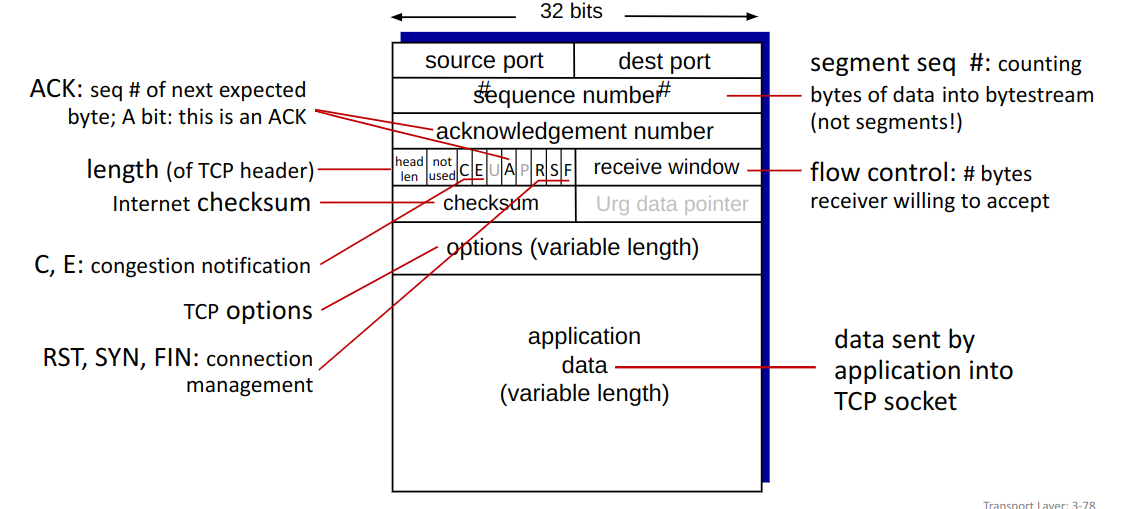 32 bits
source port #
dest port #
sequence number
acknowledgement number
head len
not used
C E U A P R S F
receive window
checksum
Urg data pointer
options (variable length)
application
data
(variable length)
ACK: seq # of next expected
byte; A bit: this is an ACK
length (of TCP header)
Internet checksum
C, E: congestion notification
TCP options
RST, SYN, FIN: connection
management
segment seq #: counting
bytes of data into bytestream
(not segments!)
flow control: # bytes
receiver willing to accept
data sent by
application into
TCP socket
Transport Layer: 3-78